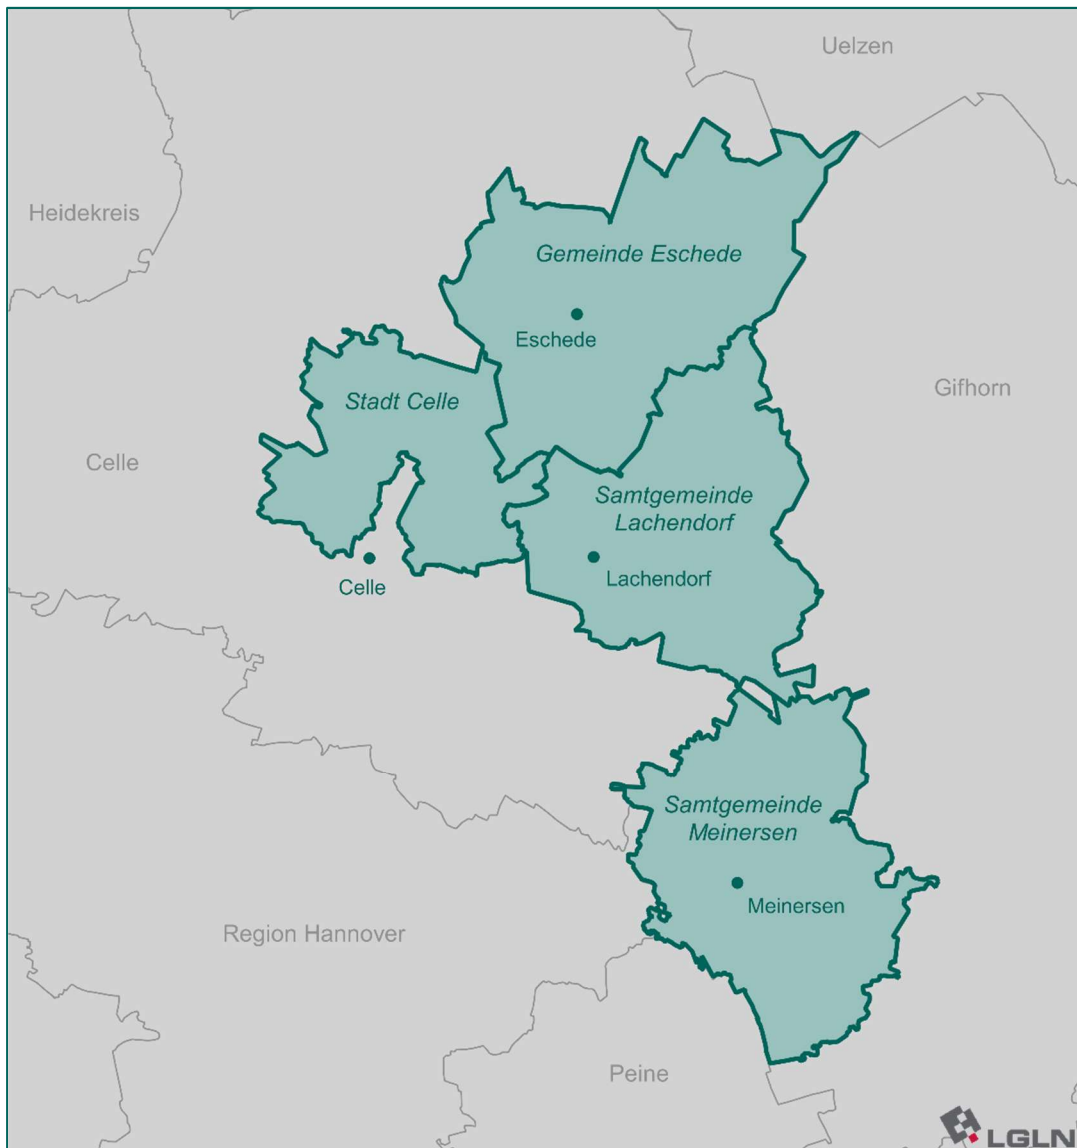 Uelzen
Heidekreis
Gemeinde Eschede
Eschede
Gifhorn
Stadt Celle
Celle
Samtgemeinde
Lachendorf
Lachendorf
Celle
Samtgemeinde
Meinersen
Meinersen
Region Hannover
Peine
LGLN